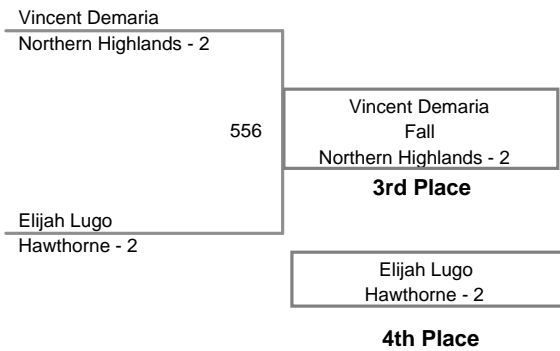 Vincent Demaria
Northern Highlands - 2
556
Vincent Demaria
Fall
Northern Highlands - 2
3rd Place
Elijah Lugo
Hawthorne - 2
Elijah Lugo
Hawthorne - 2
4th Place